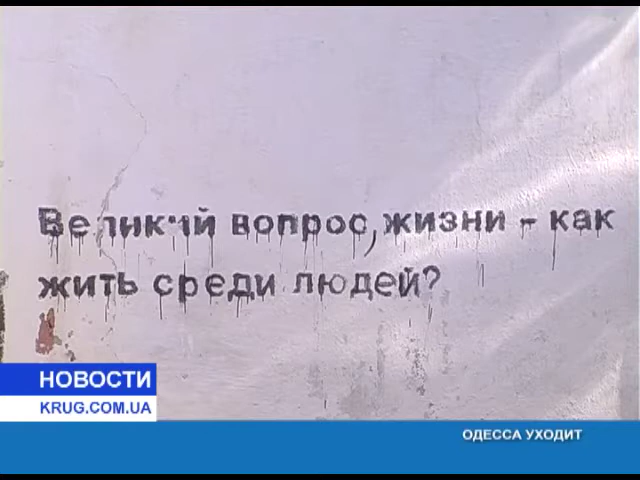 Великий вопрос, жизни - как
жить среди людей?
НОВОСТИ
KRUG.COM.UA
ОДЕССА УХОДИТ